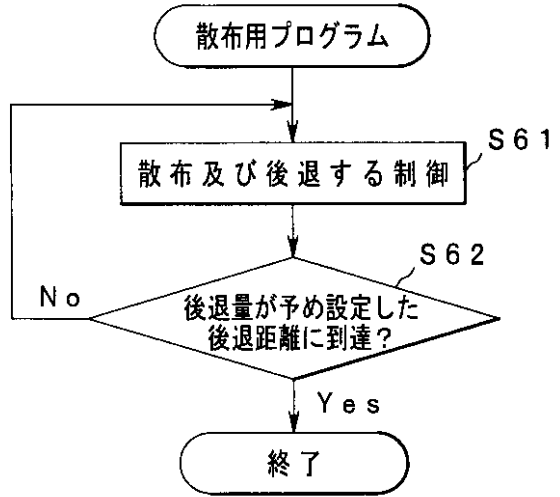 散布用プログラム
S61
散布及び後退する制御
S62
No
後退量が予め設定した
後退距離に到達?
Yes
終了